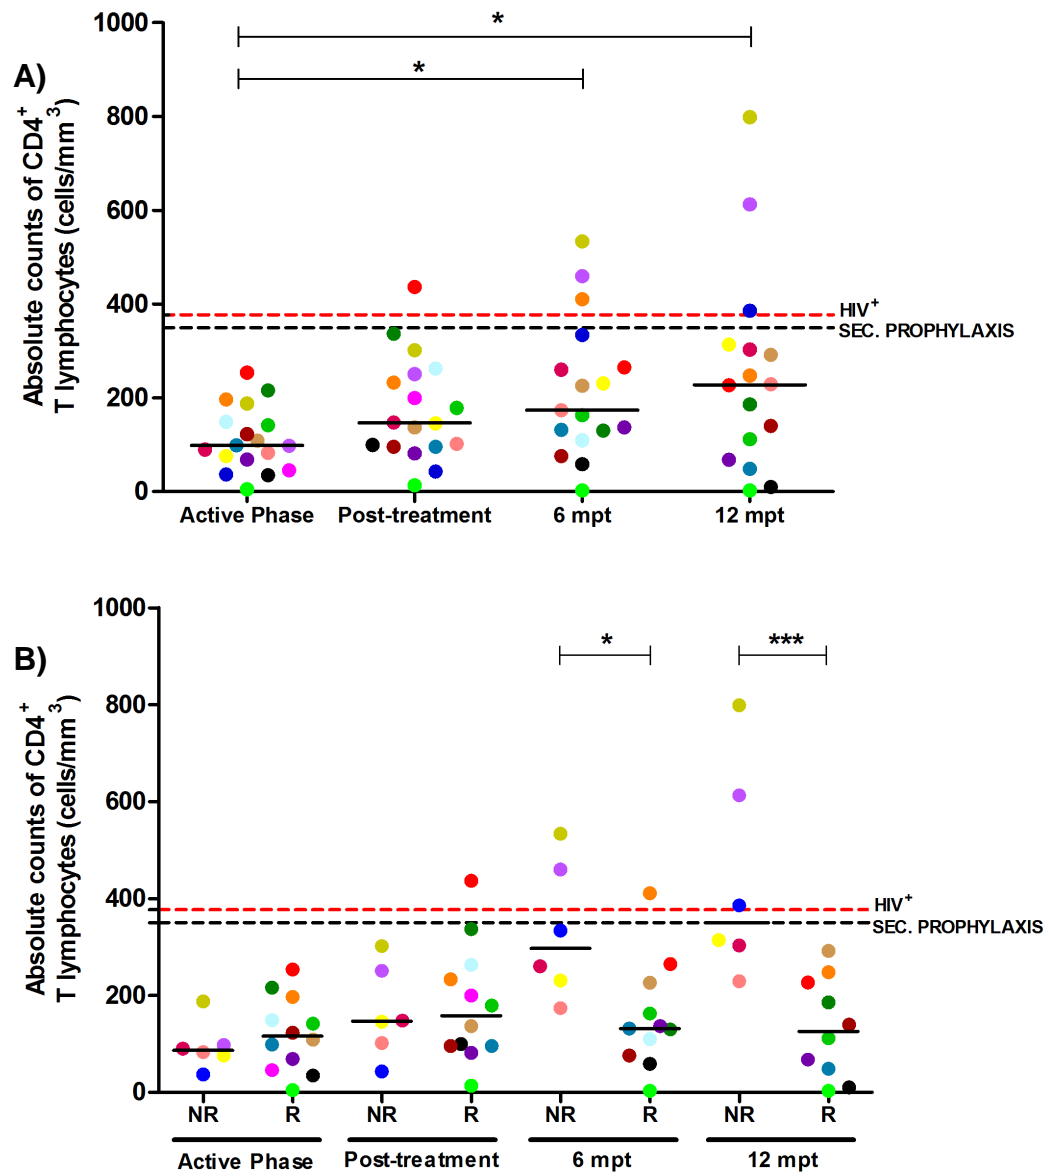 A)
Absolute counts of CD4+
T lymphocytes (cells/mm3)
1000
800
600
400
200
0
*
*
HIV+
SEC. PROPHYLAXIS
Active Phase Post-treatment 6 mpt 12 mpt
B)
Absolute counts of CD4+
T lymphocytes (cells/mm3)
1000
800
600
400
200
0
* ***
HIV+
SEC. PROPHYLAXIS
NR R NR R NR R NR R
Active Phase Post-treatment 6 mpt 12 mpt